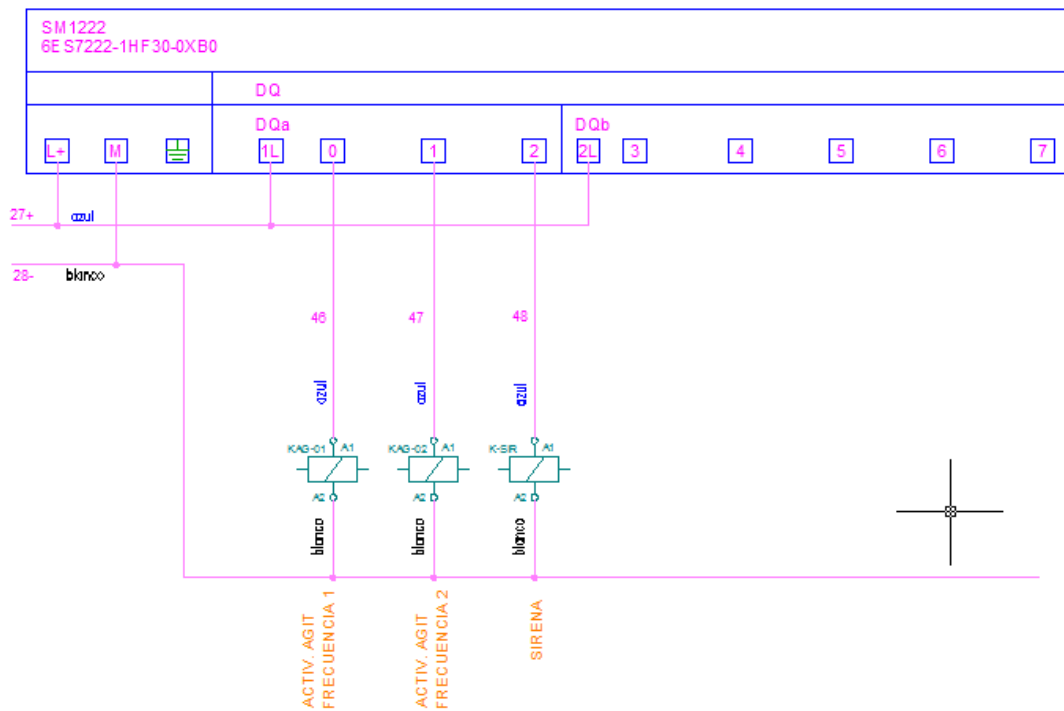 SM1222
6ES7222-1HF30-0XB0
DQ
DQa
DQb
L+ M 1L 0 1 2 2L 3 4 5 6 7
27+ azul
28- blanco
46 47 48
azul azul azul
KAG-01 A1 KAG-02 A1 K-SIR A1
A2 A2 A2
blanco blanco blanco
ACTIV. AGIT
FRECUENCIA 1
ACTIV. AGIT
FRECUENCIA 2
SIRENA